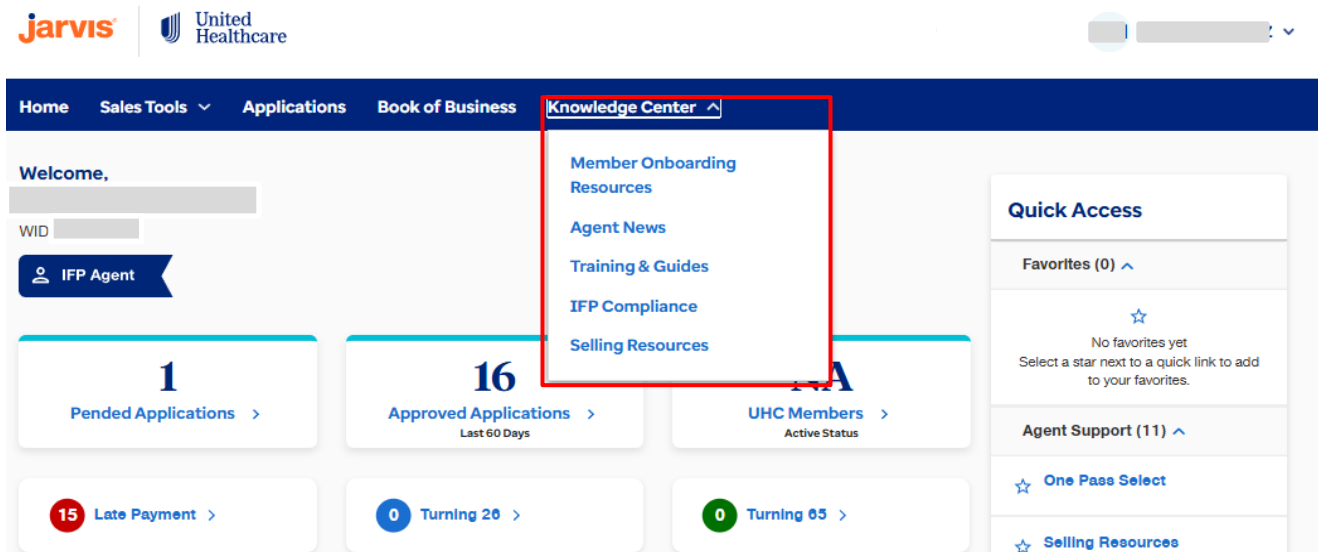 jarvis
United
Healthcare
Home Sales Tools Applications Book of Business Knowledge Center
Member Onboarding
Resources
Agent News
Training & Guides
IFP Compliance
Selling Resources
Welcome,
WID
IFP Agent
1
Pended Applications >
16
Approved Applications >
Last 60 Days
NA
UHC Members >
Active Status
15 Late Payment >
0 Turning 26 >
0 Turning 65 >
Quick Access
Favorites (0)
No favorites yet
Select a star next to a quick link to add
to your favorites.
Agent Support (11)
One Pass Select
Selling Resources